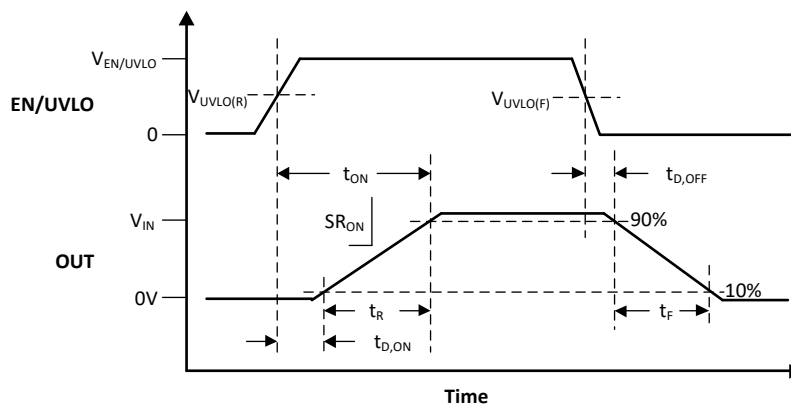 V_EN/UVLO
V_UVLO(R)
V_UVLO(F)
EN/UVLO
0
t_ON
t_D,OFF
V_IN
SR_ON
90%
OUT
0V
10%
t_R
t_F
t_D,ON
Time